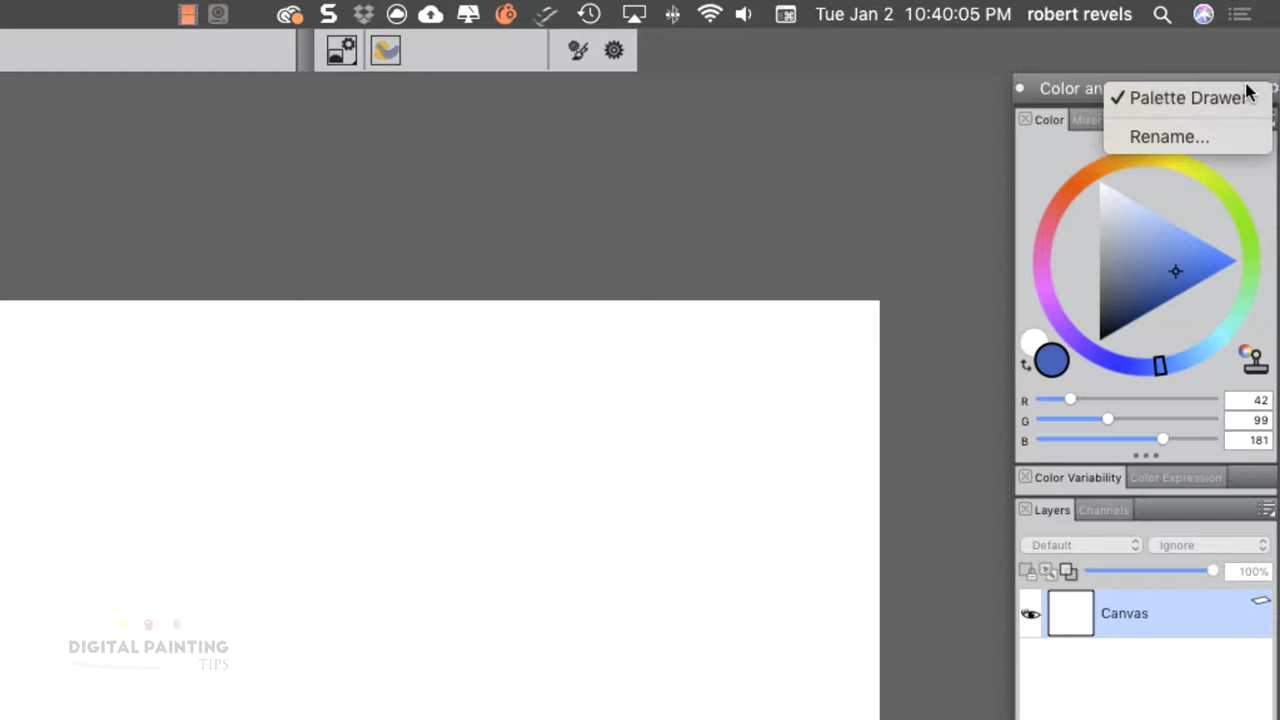 Tue Jan 2 10:40:05 PM robert revels
Color an
✓ Palette Drawer
Rename...
Color
Mixer
R 42
G 99
B 181
Color Variability Color Expression
Layers Channels
Default Ignore
100%
Canvas
DIGITAL PAINTING
TIPS